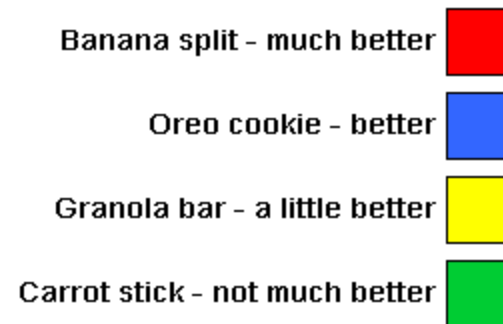 Banana split - much better
Oreo cookie - better
Granola bar - a little better
Carrot stick - not much better